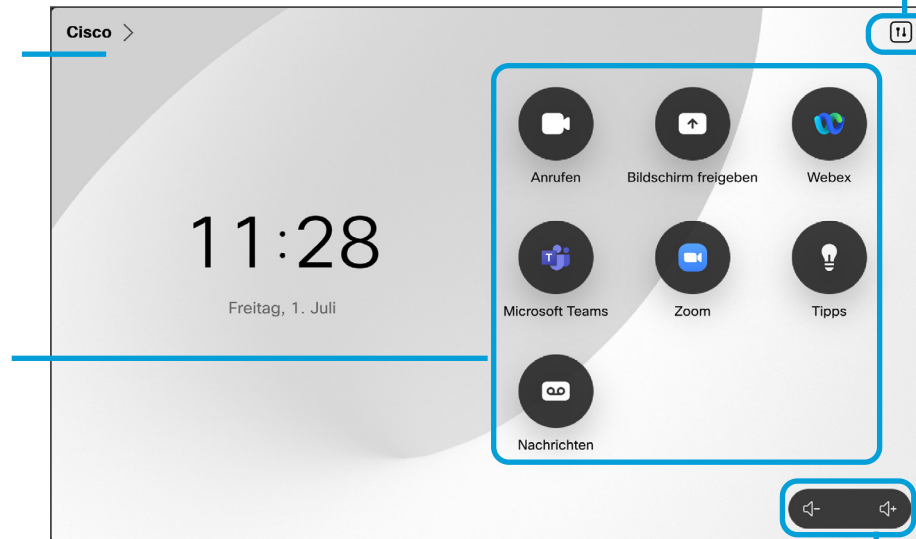 Cisco
Anrufen
Bildschirm freigeben
Webex
11:28
Freitag, 1. Juli
Microsoft Teams
Zoom
Tipps
Nachrichten